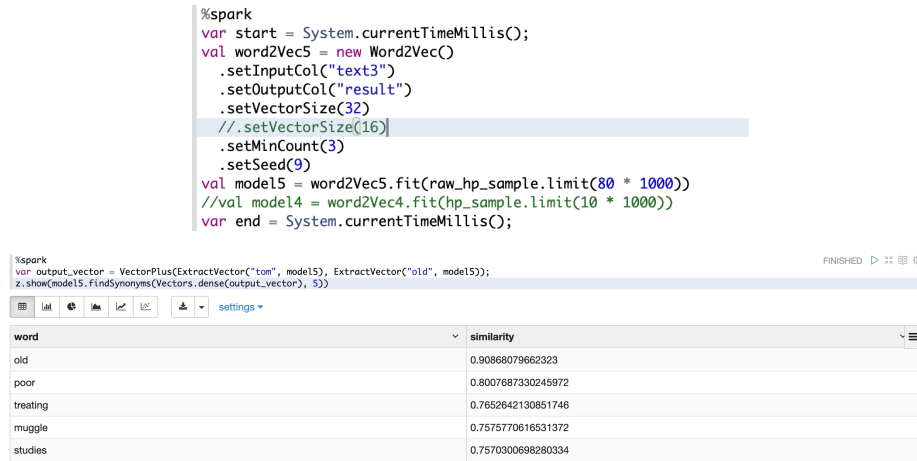 %spark
var start = System.currentTimeMillis();
val word2Vec5 = new Word2Vec()
  .setInputCol("text3")
  .setOutputCol("result")
  .setVectorSize(32)
  //.setVectorSize(16)
  .setMinCount(3)
  .setSeed(9)
val model5 = word2Vec5.fit(raw_hp_sample.limit(80 * 1000))
//val model4 = word2Vec4.fit(hp_sample.limit(10 * 1000))
var end = System.currentTimeMillis();
%spark FINISHED
var output_vector = VectorPlus(ExtractVector("tom", model5), ExtractVector("old", model5));
z.show(model5.findSynonyms(Vectors.dense(output_vector), 5))
settings
word similarity
old 0.90868079662323
poor 0.8007687330245972
treating 0.7652642130851746
muggle 0.7575770616531372
studies 0.7570300698280334